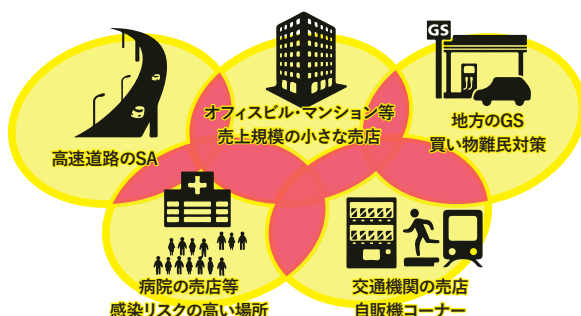 GS
オフィスビル・マンション等
売上規模の小さな売店
地方のGS
買い物難民対策
高速道路のSA
病院の売店等
感染リスクの高い場所
交通機関の売店
自販機コーナー